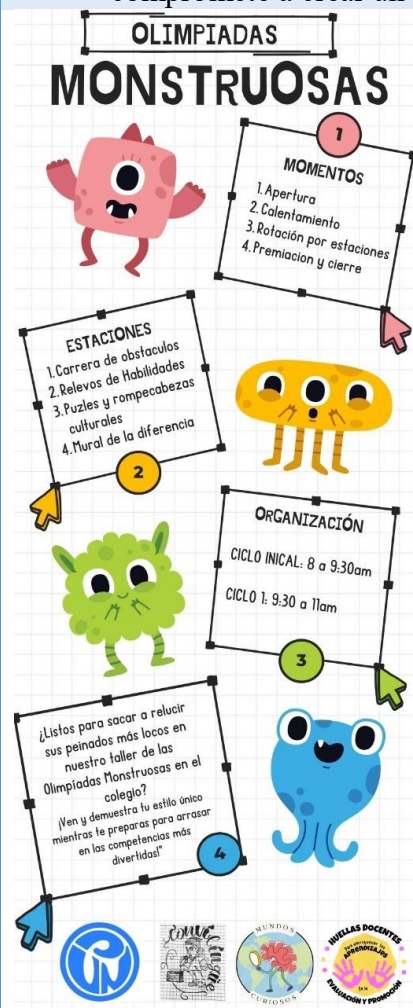 OLIMPIADAS
MONSTRUOSAS
1
MOMENTOS
1. Apertura
2. Calentamiento
3. Rotación por estaciones
4. Premiacion y cierre
ESTACIONES
1. Carrera de obstaculos
2. Relevos de Habilidades
3. Puzles y rompecabezas
culturales
4. Mural de la diferencia
2
ORGANIZACIÓN
CICLO INICAL: 8 a 9:30am
CICLO 1: 9:30 a 11am
3
¿Listos para sacar a relucir
sus peinados más locos en
nuestro taller de las
Olimpiadas Monstruosas en el
colegio?
¡Ven y demuestra tu estilo único
mientras te preparas para arrasar
en las competencias más
divertidas!"
4
MUNDOS
CURIOSOS
HUELLAS DOCENTES
APRENDIZAJES
EVALUACIÓN Y PROMOCIÓN